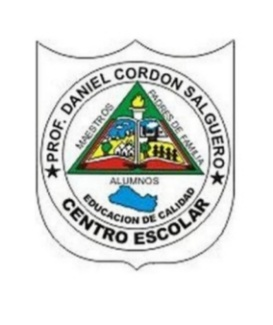 PROF. DANIEL CORDON SALGUERO
MAESTROS
PADRES DE FAMILIA
ALUMNOS
EDUCACION DE CALIDAD
CENTRO ESCOLAR